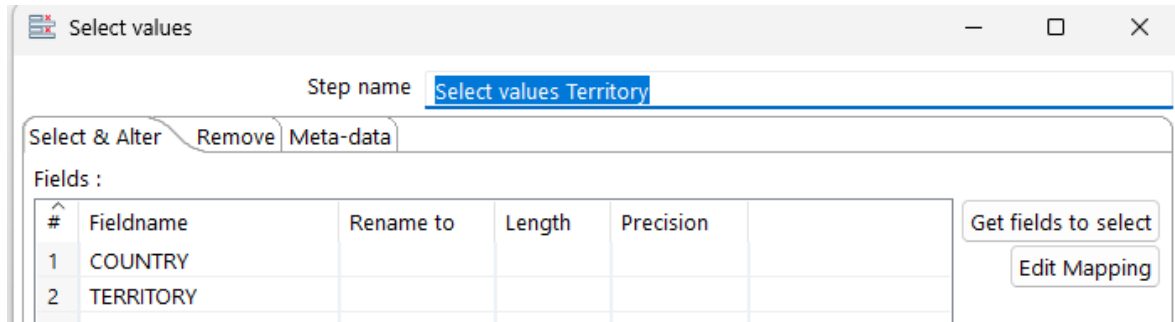 Select values
Step name Select values Territory
Select & Alter Remove Meta-data
Fields :
# Fieldname Rename to Length Precision
Get fields to select
1 COUNTRY
Edit Mapping
2 TERRITORY